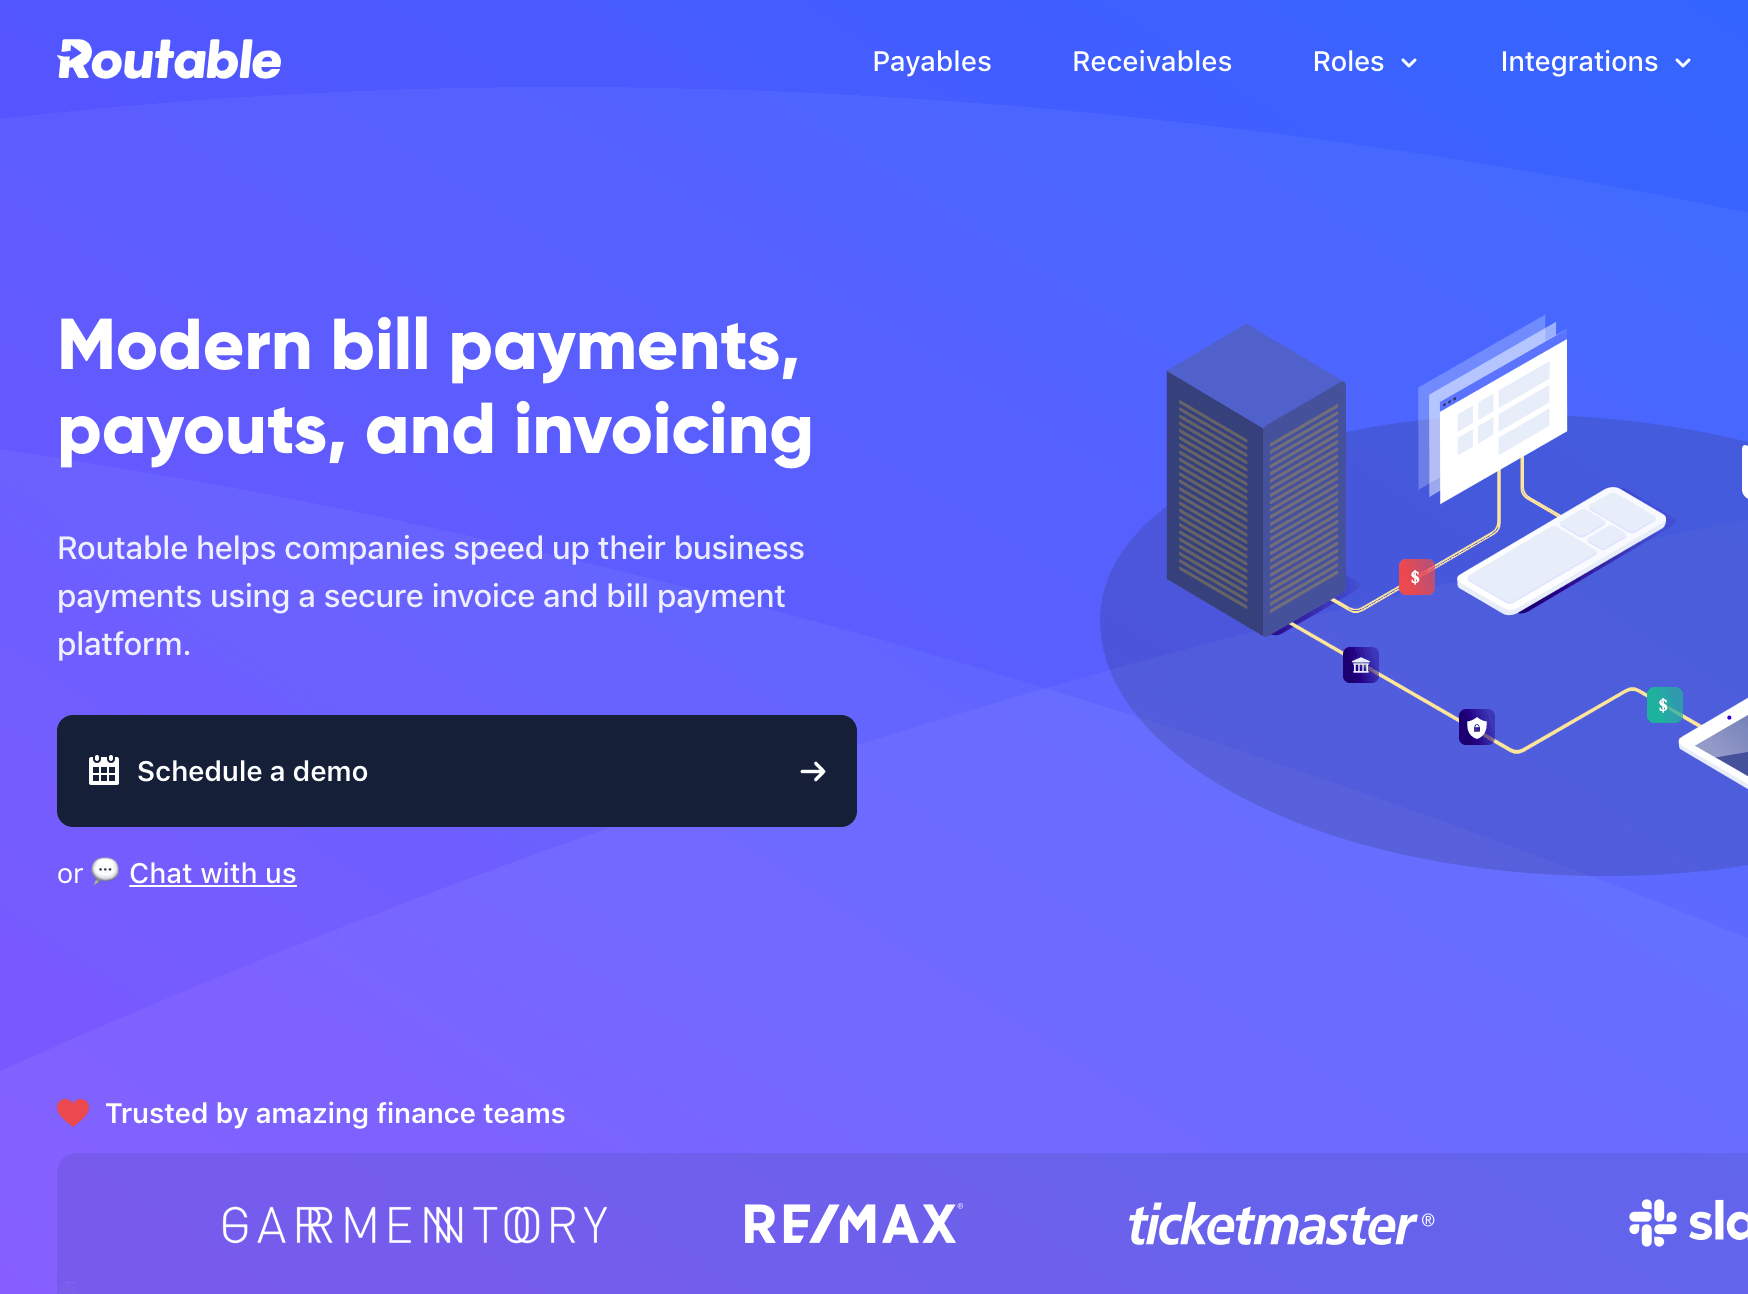 Routable
Payables Receivables Roles Integrations
Modern bill payments,
payouts, and invoicing
Routable helps companies speed up their business
payments using a secure invoice and bill payment
platform.
Schedule a demo
or 💬 Chat with us
Trusted by amazing finance teams
GARMENTORY RE/MAX® ticketmaster®
$
$